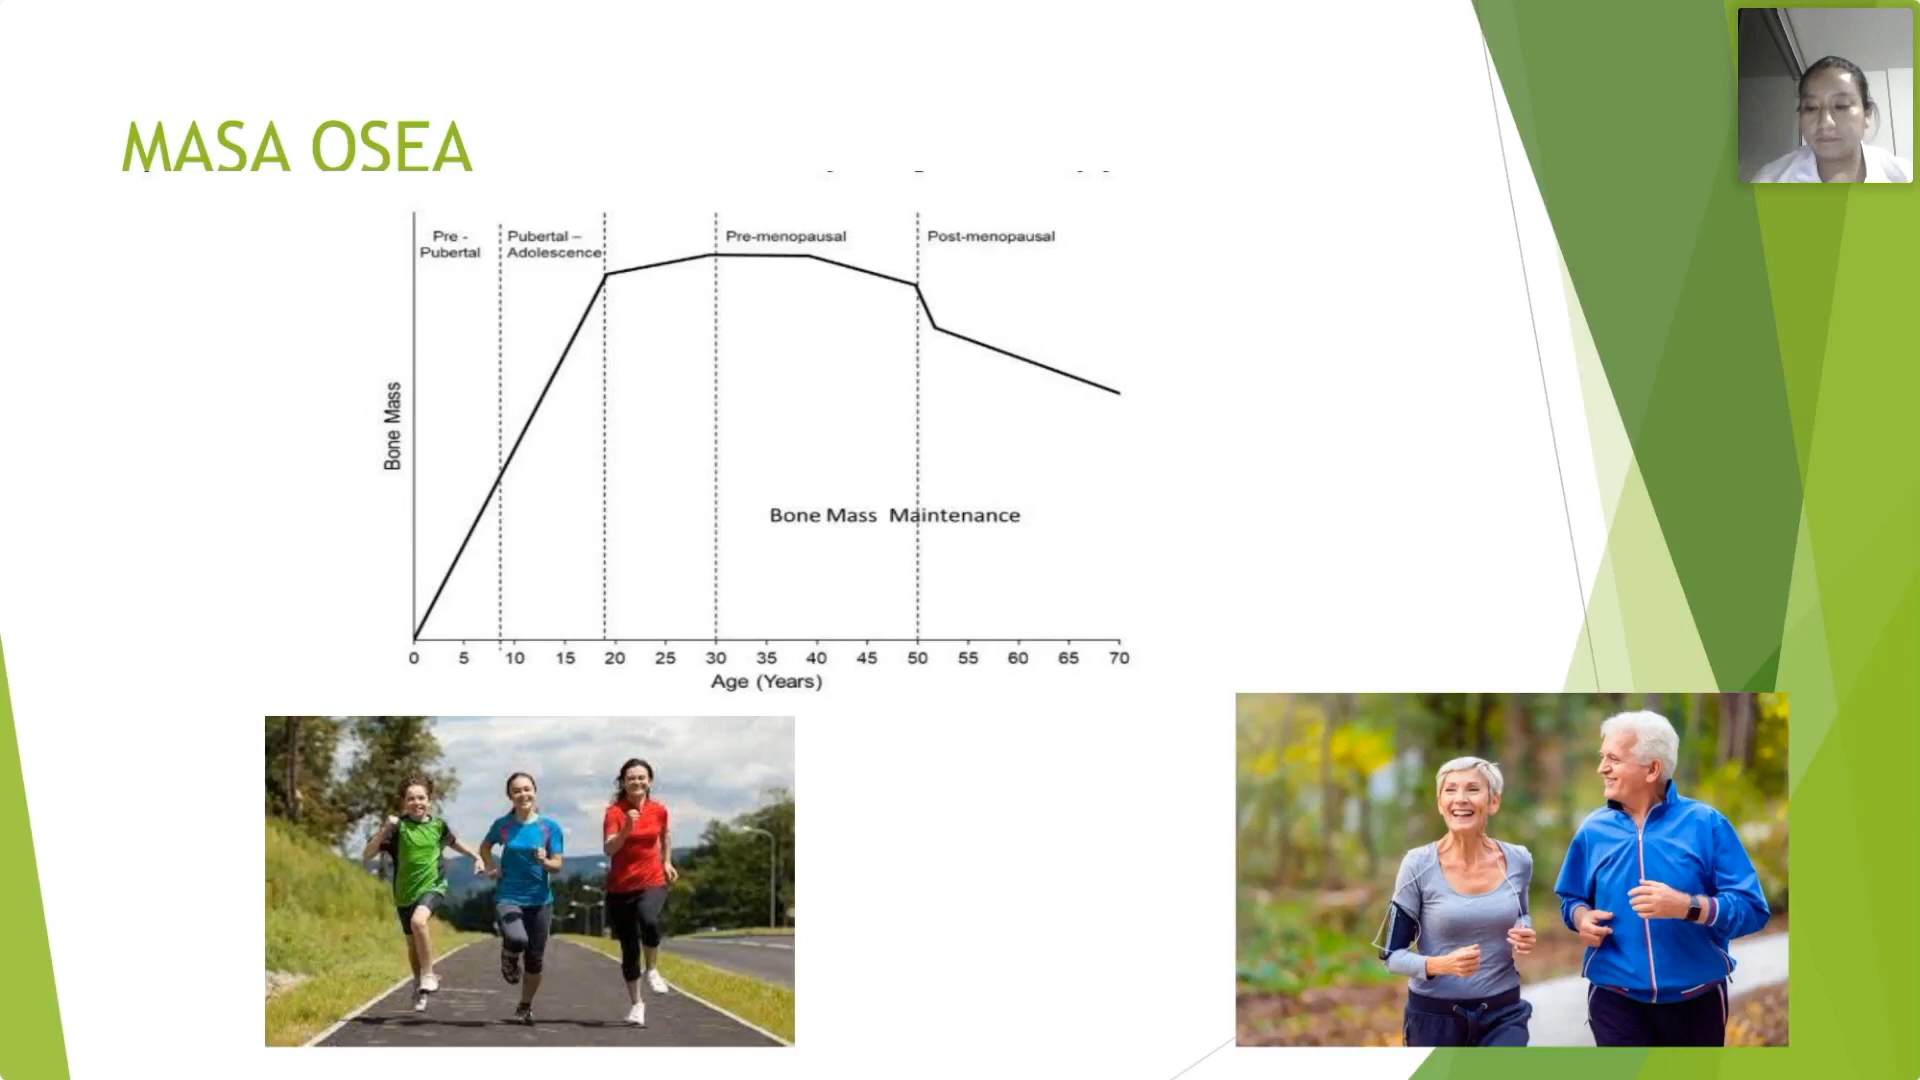 MASA OSEA
Pre -
Pubertal
Pubertal –
Adolescence
Pre-menopausal
Post-menopausal
Bone Mass
Bone Mass Maintenance
0 5 10 15 20 25 30 35 40 45 50 55 60 65 70
Age (Years)